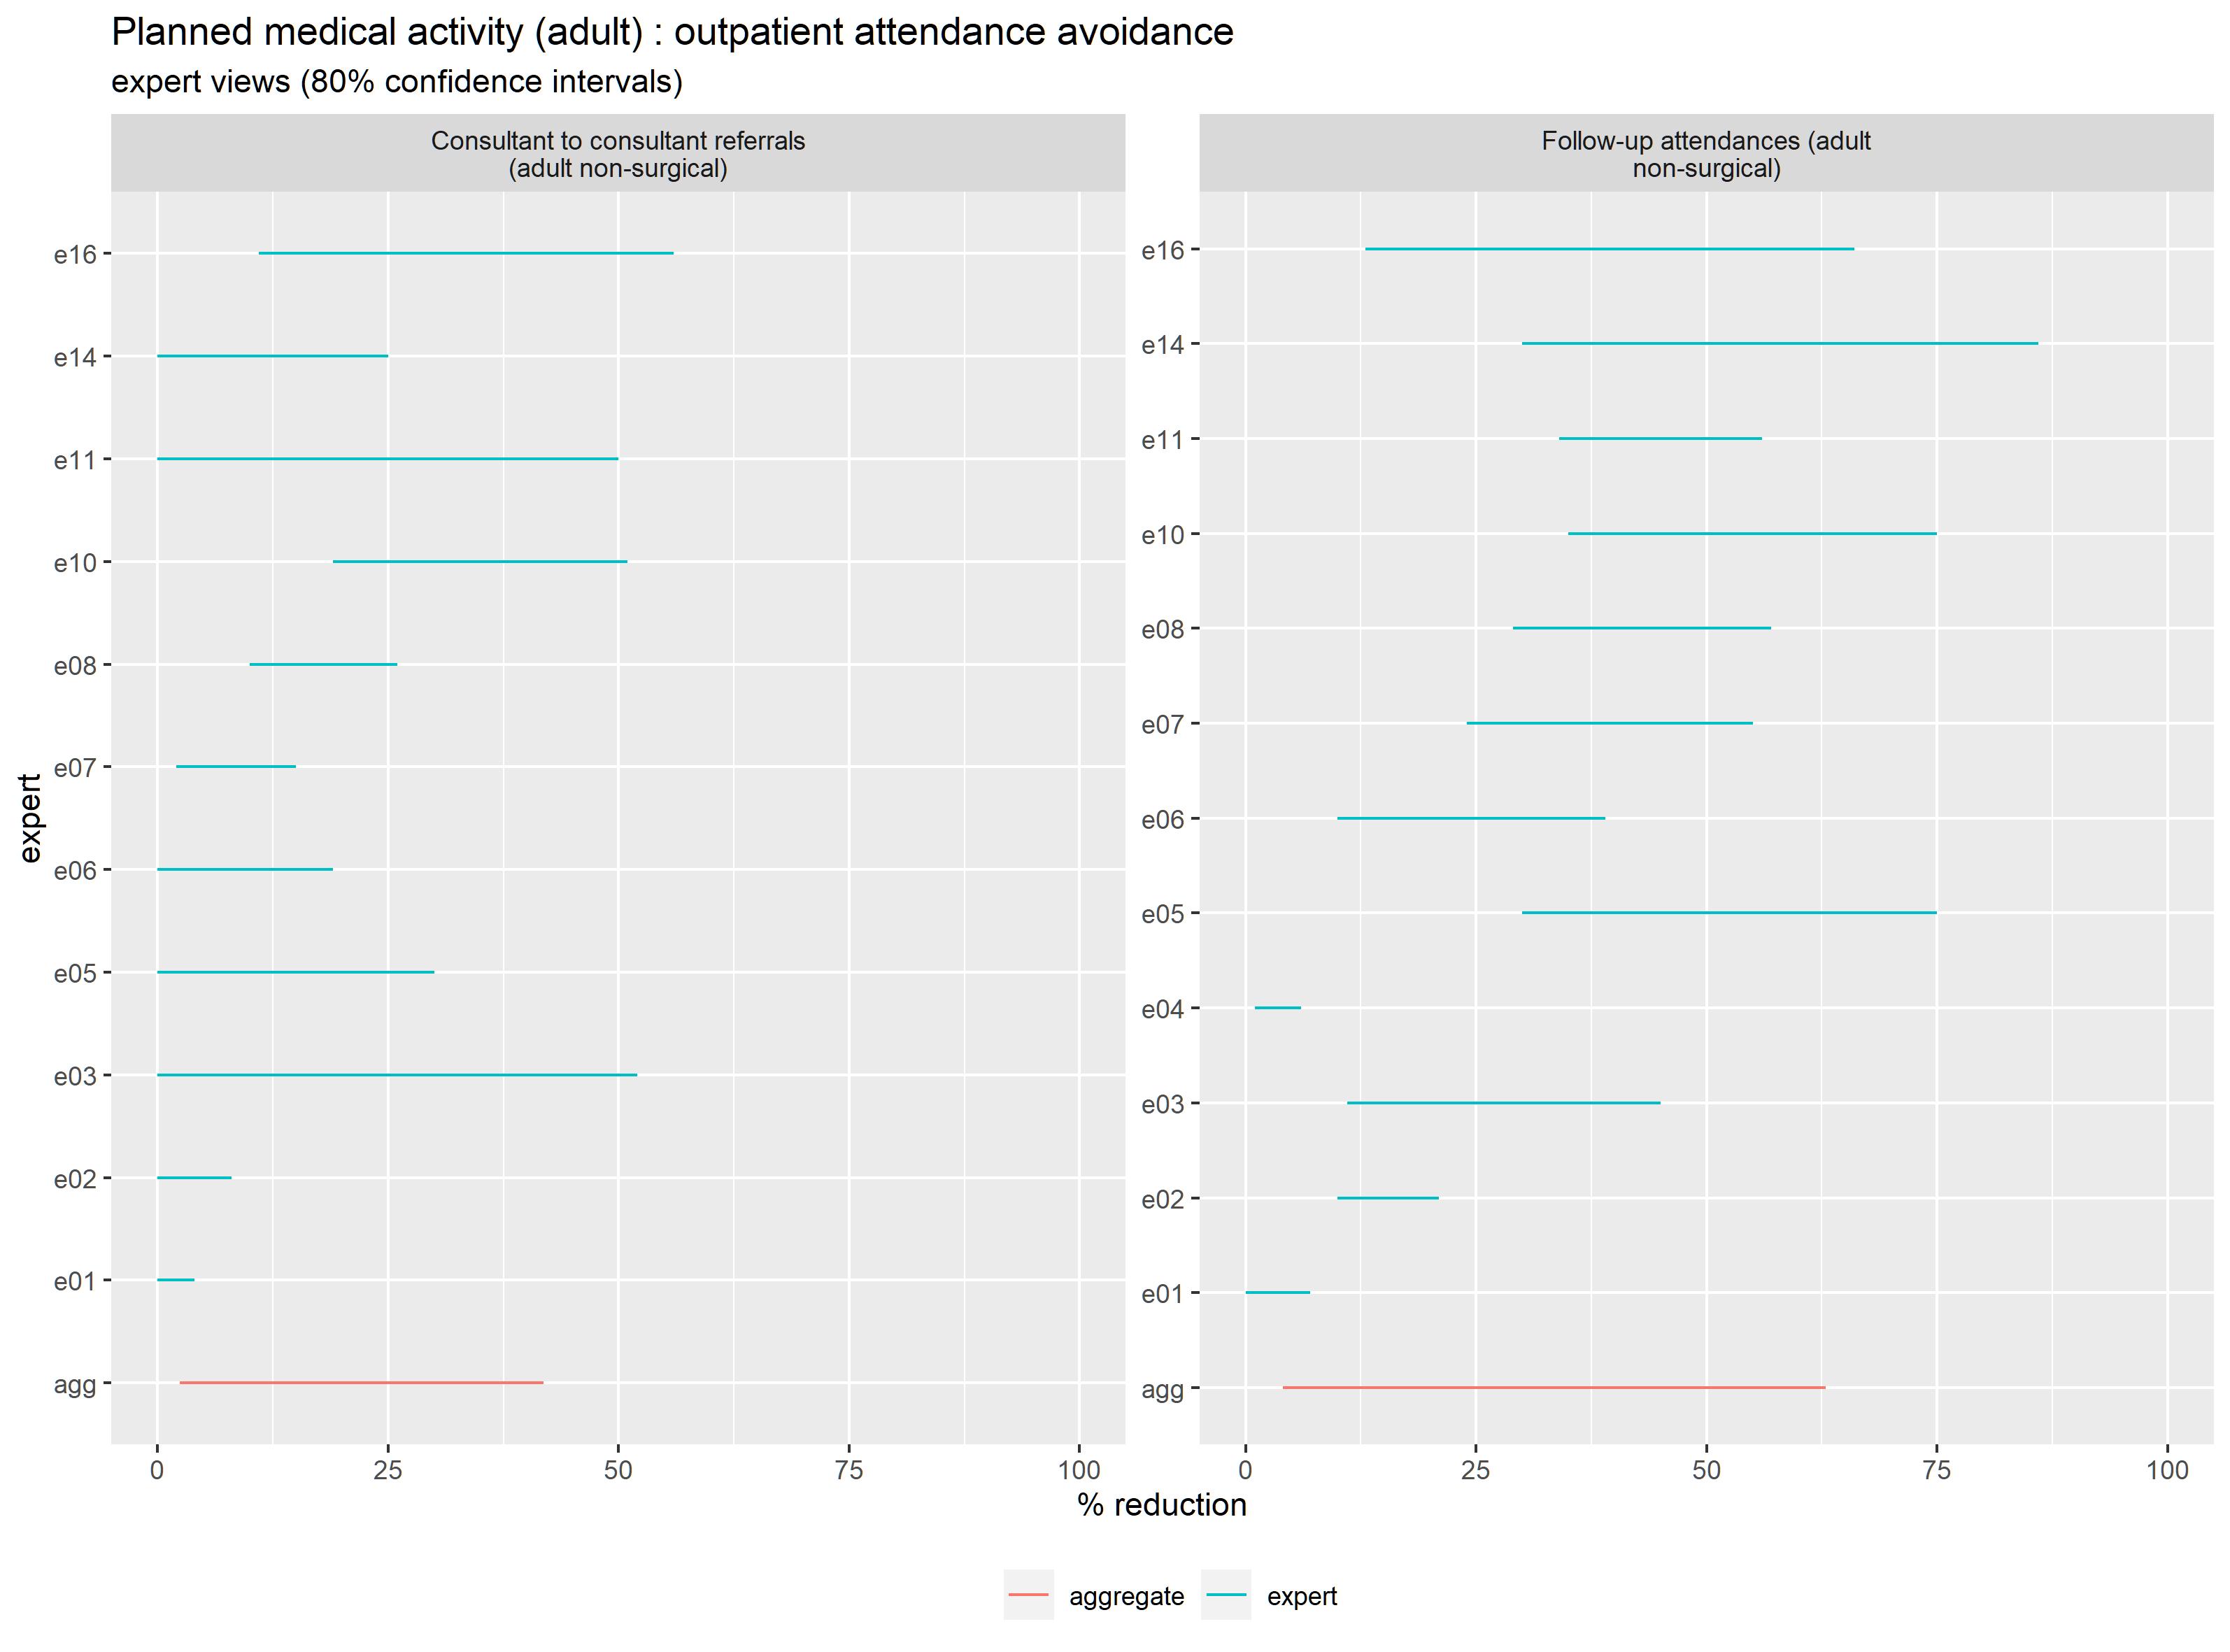 Planned medical activity (adult) : outpatient attendance avoidance
expert views (80% confidence intervals)
Consultant to consultant referrals
(adult non-surgical)
e16
e14
e11
e10
e08
e07
e06
e05
e03
e02
e01
agg
0 25 50 75 100
Follow-up attendances (adult
non-surgical)
e16
e14
e11
e10
e08
e07
e06
e05
e04
e03
e02
e01
agg
0 25 50 75 100
expert
% reduction
aggregate expert